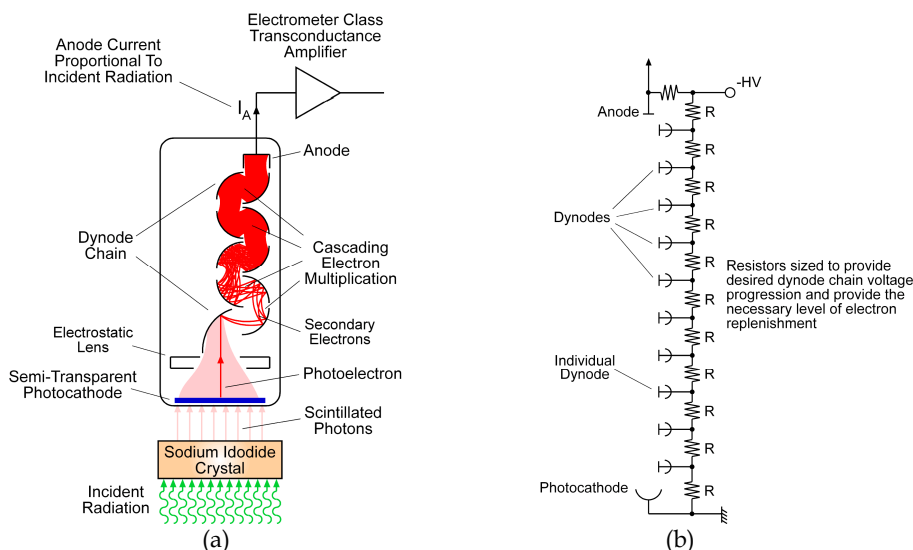 Electrometer Class
Transconductance
Amplifier
Anode Current
Proportional To
Incident Radiation
I_A
Anode
Dynode
Chain
Cascading
Electron
Multiplication
Secondary
Electrons
Electrostatic
Lens
Photoelectron
Semi-Transparent
Photocathode
Scintillated
Photons
Sodium Idodide
Crystal
Incident
Radiation
(a)
-HV
Anode
R
R
R
Dynodes
R
R
R
Resistors sized to provide
desired dynode chain voltage
progression and provide the
necessary level of electron
replenishment
R
Individual
Dynode
R
R
R
Photocathode
R
(b)